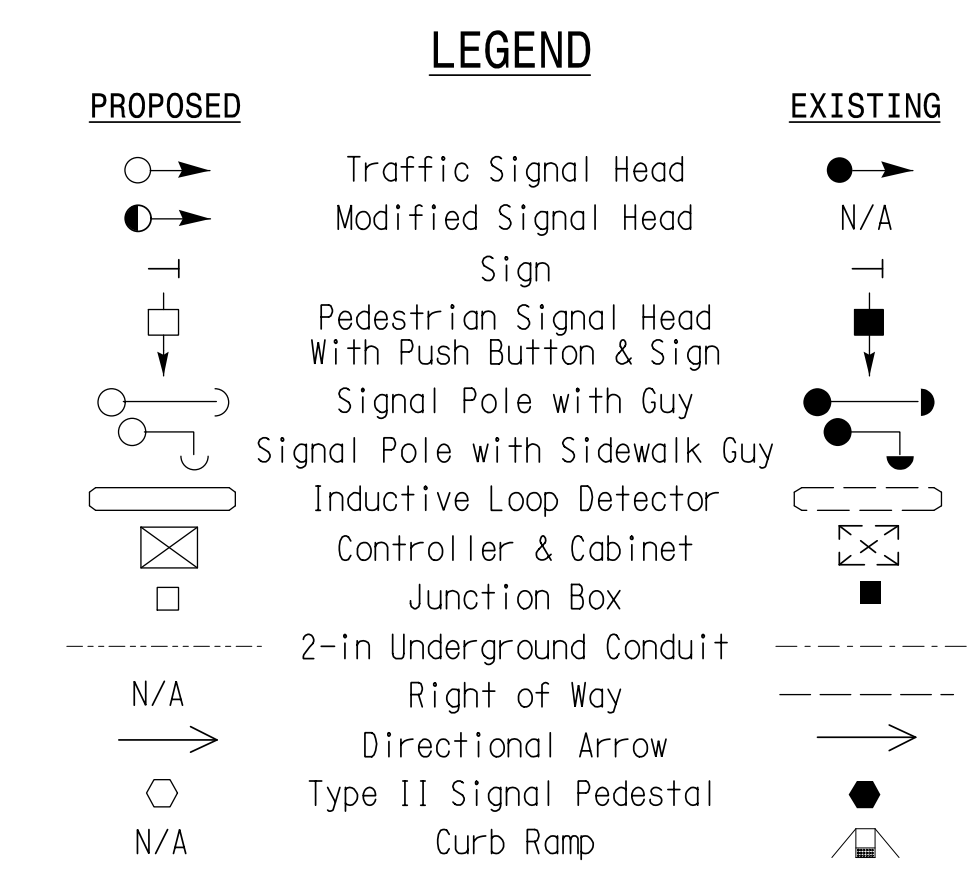 LEGEND
PROPOSED EXISTING
Traffic Signal Head
Modified Signal Head N/A
Sign
Pedestrian Signal Head
With Push Button & Sign
Signal Pole with Guy
Signal Pole with Sidewalk Guy
Inductive Loop Detector
Controller & Cabinet
Junction Box
2-in Underground Conduit
N/A Right of Way
Directional Arrow
Type II Signal Pedestal
N/A Curb Ramp